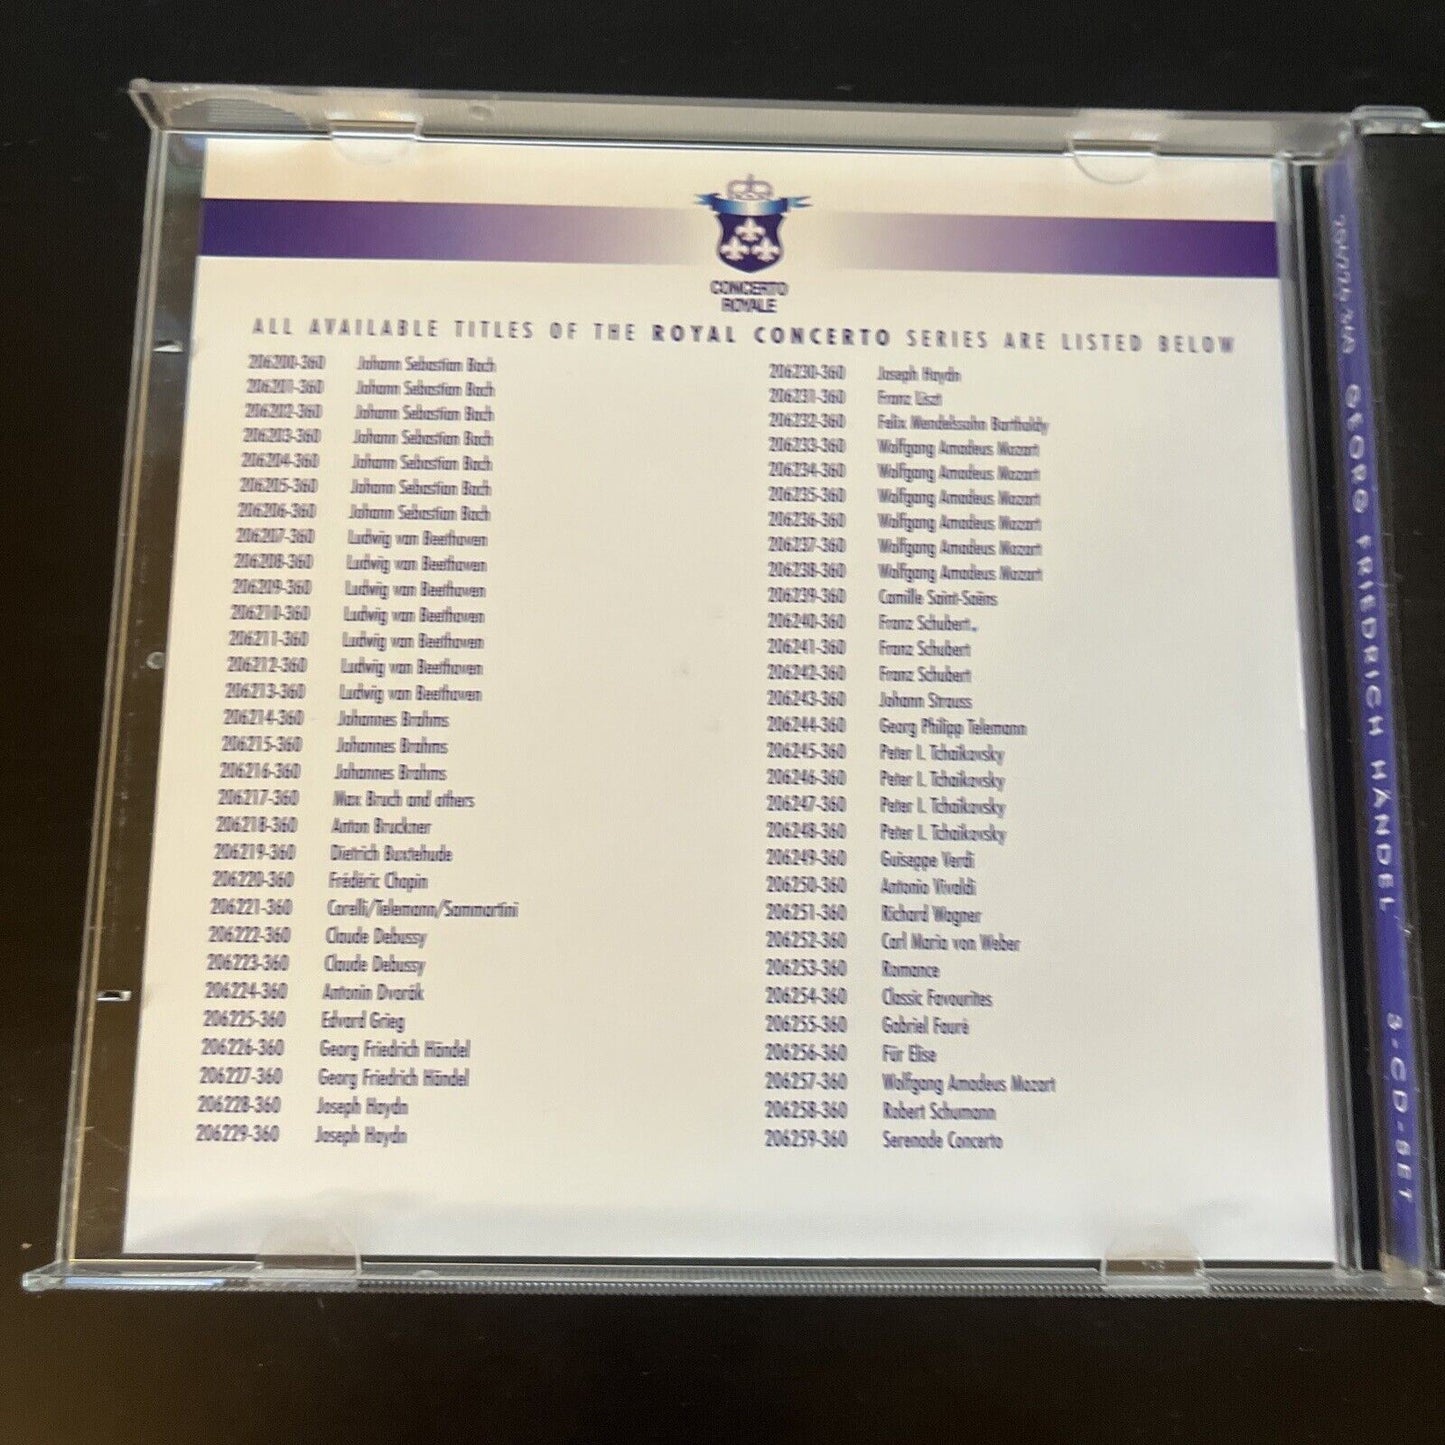 CONCERTO
ROYALE
ALL AVAILABLE TITLES OF THE ROYAL CONCERTO SERIES ARE LISTED BELOW
206200-360 Johann Sebastian Bach
206201-360 Johann Sebastian Bach
206202-360 Johann Sebastian Bach
206203-360 Johann Sebastian Bach
206204-360 Johann Sebastian Bach
206205-360 Johann Sebastian Bach
206206-360 Johann Sebastian Bach
206207-360 Ludwig van Beethoven
206208-360 Ludwig van Beethoven
206209-360 Ludwig van Beethoven
206210-360 Ludwig van Beethoven
206211-360 Ludwig van Beethoven
206212-360 Ludwig van Beethoven
206213-360 Ludwig van Beethoven
206214-360 Johannes Brahms
206215-360 Johannes Brahms
206216-360 Johannes Brahms
206217-360 Max Bruch and others
206218-360 Anton Bruckner
206219-360 Dietrich Buxtehude
206220-360 Frédéric Chopin
206221-360 Corelli/Telemann/Sammartini
206222-360 Claude Debussy
206223-360 Claude Debussy
206224-360 Antonin Dvorák
206225-360 Edvard Grieg
206226-360 Georg Friedrich Händel
206227-360 Georg Friedrich Händel
206228-360 Joseph Haydn
206229-360 Joseph Haydn
206230-360 Joseph Haydn
206231-360 Franz Liszt
206232-360 Felix Mendelssohn Bartholdy
206233-360 Wolfgang Amadeus Mozart
206234-360 Wolfgang Amadeus Mozart
206235-360 Wolfgang Amadeus Mozart
206236-360 Wolfgang Amadeus Mozart
206237-360 Wolfgang Amadeus Mozart
206238-360 Wolfgang Amadeus Mozart
206239-360 Camille Saint-Saëns
206240-360 Franz Schubert
206241-360 Franz Schubert
206242-360 Franz Schubert
206243-360 Johann Strauss
206244-360 Georg Philipp Telemann
206245-360 Peter I. Tchaikovsky
206246-360 Peter I. Tchaikovsky
206247-360 Peter I. Tchaikovsky
206248-360 Peter I. Tchaikovsky
206249-360 Guiseppe Verdi
206250-360 Antonio Vivaldi
206251-360 Richard Wagner
206252-360 Carl Maria von Weber
206253-360 Romance
206254-360 Classic Favourites
206255-360 Gabriel Fauré
206256-360 Für Elise
206257-360 Wolfgang Amadeus Mozart
206258-360 Robert Schumann
206259-360 Serenade Concerto
GEORG FRIEDRICH HÄNDEL 3-CD-SET